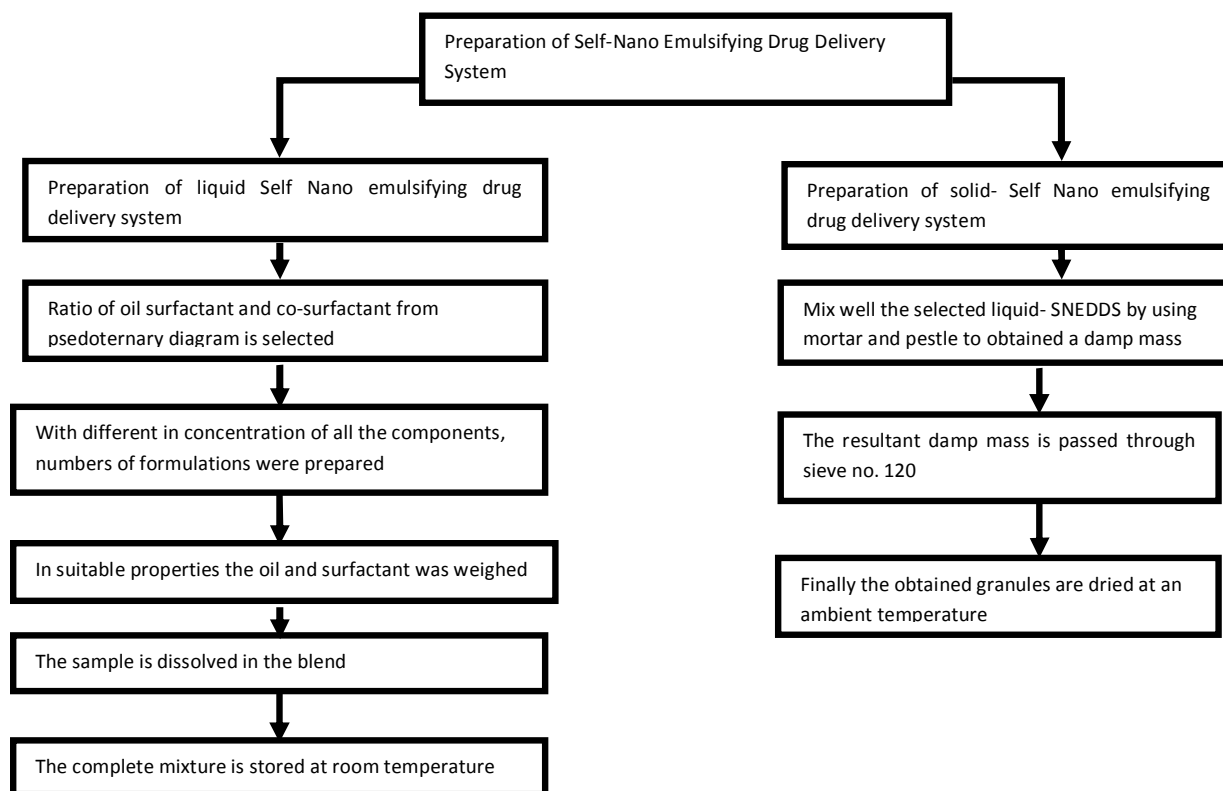 Preparation of Self-Nano Emulsifying Drug Delivery
System
Preparation of liquid Self Nano emulsifying drug
delivery system
Ratio of oil surfactant and co-surfactant from
psedoternary diagram is selected
With different in concentration of all the components,
numbers of formulations were prepared
In suitable properties the oil and surfactant was weighed
The sample is dissolved in the blend
The complete mixture is stored at room temperature
Preparation of solid- Self Nano emulsifying
drug delivery system
Mix well the selected liquid- SNEDDS by using
mortar and pestle to obtained a damp mass
The resultant damp mass is passed through
sieve no. 120
Finally the obtained granules are dried at an
ambient temperature